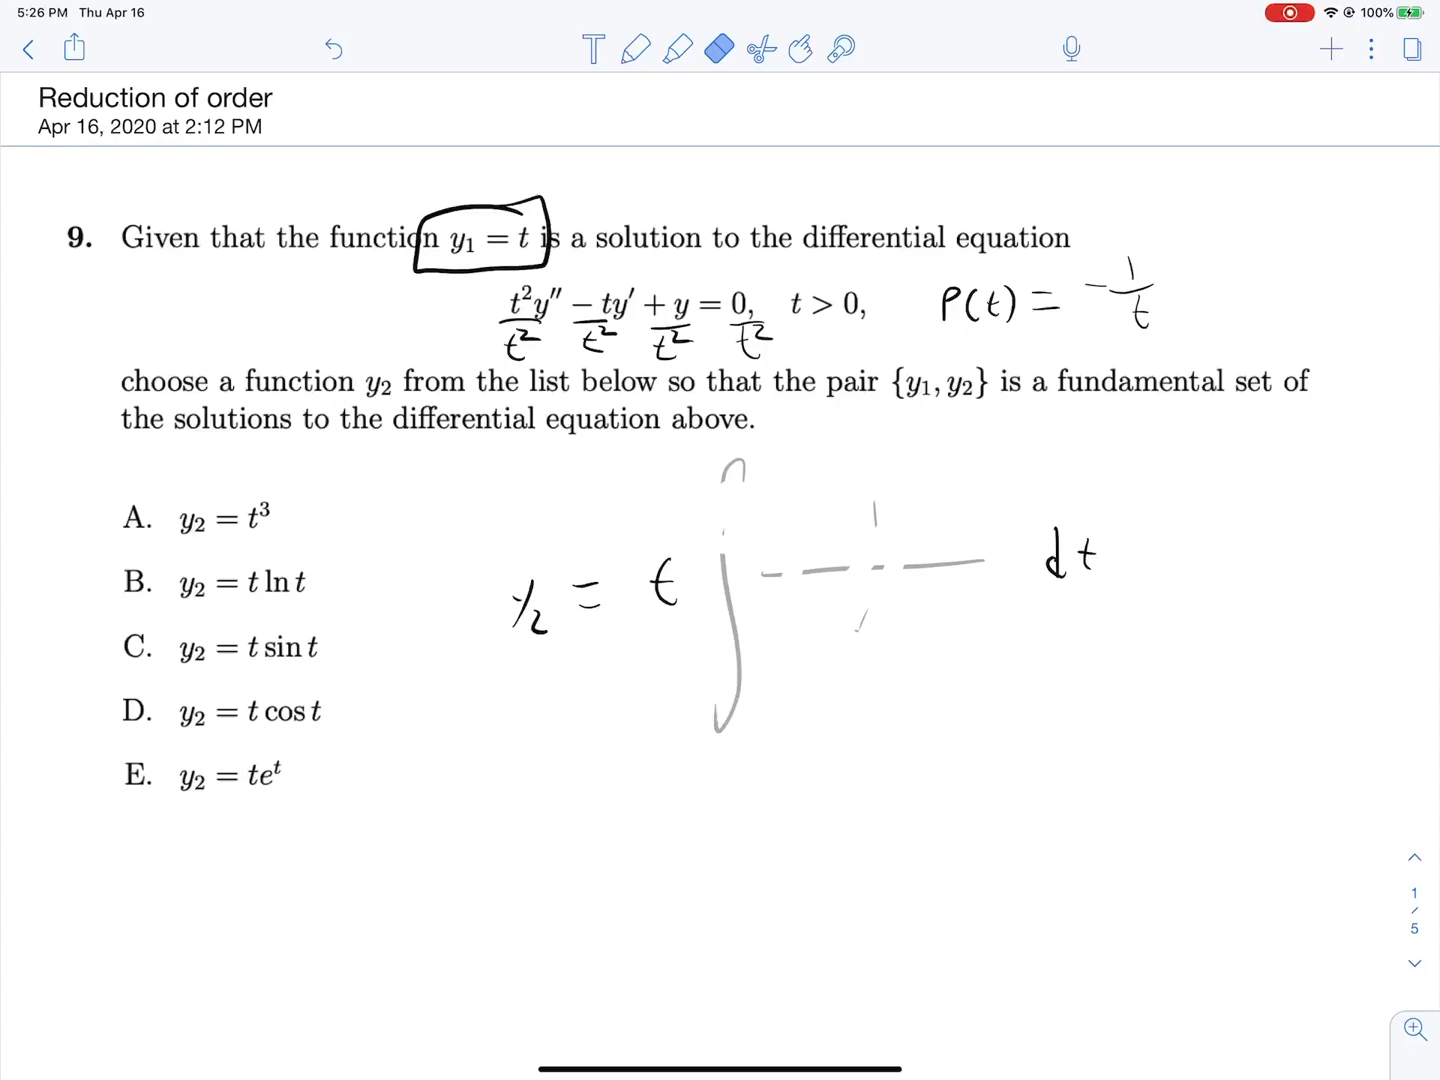 5:26 PM Thu Apr 16
100%
T
Reduction of order
Apr 16, 2020 at 2:12 PM
9. Given that the function y₁ = t is a solution to the differential equation
t²y″ − ty′ + y = 0, t > 0,
t² t² t² t²
P(t) = -1/t
choose a function y₂ from the list below so that the pair {y₁, y₂} is a fundamental set of
the solutions to the differential equation above.
A. y₂ = t³
B. y₂ = t ln t
C. y₂ = t sin t
D. y₂ = t cos t
E. y₂ = teᵗ
y₂ = t ∫ dt
1
/
5